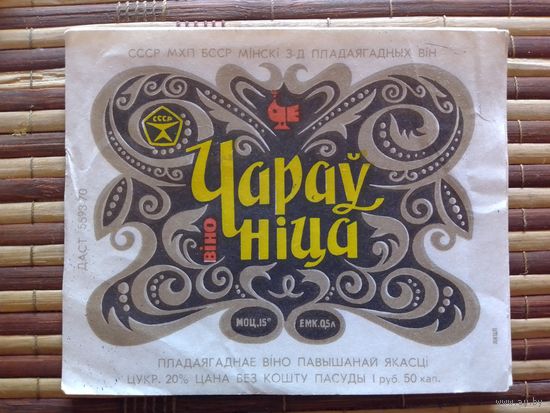 СССР МХП БССР МІНСКІ З-Д ПЛАДАЯГАДНЫХ ВІН
СССР
Чараў
ніца
ВІНО
ДАСТ 5593-70
МОЦ. 15°
ЕМК. 0,5 Л
ПЛАДАЯГАДНАЕ ВІНО ПАВЫШАНАЙ ЯКАСЦІ
ЦУКР. 20% ЦАНА БЕЗ КОШТУ ПАСУДЫ 1 руб. 50 кап.